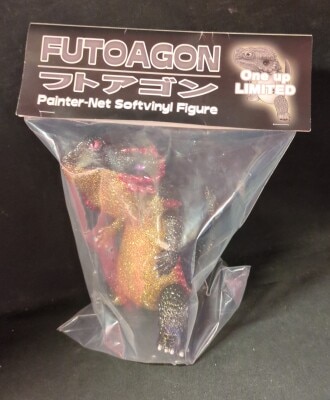 FUTOAGON
フトアゴン
Painter-Net Softvinyl Figure
One up
LIMITED